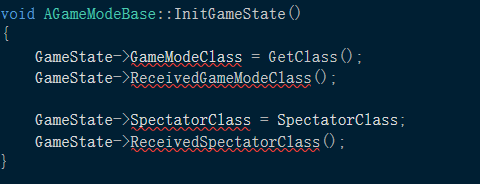 void AGameModeBase::InitGameState()
{
    GameState->GameModeClass = GetClass();
    GameState->ReceivedGameModeClass();

    GameState->SpectatorClass = SpectatorClass;
    GameState->ReceivedSpectatorClass();
}